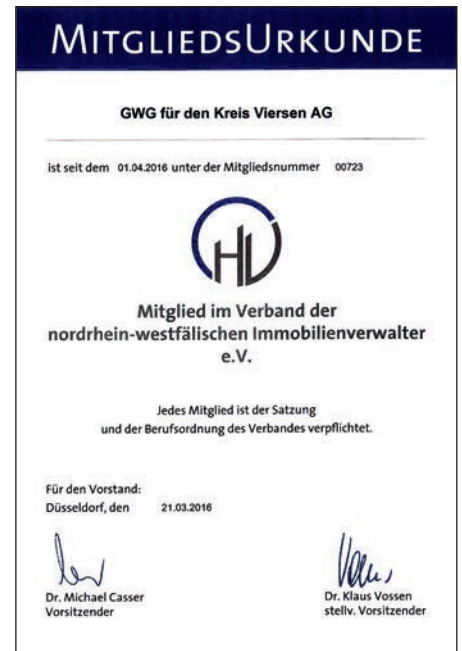 MITGLIEDSURKUNDE
GWG für den Kreis Viersen AG
ist seit dem 01.04.2016 unter der Mitgliedsnummer 00723
HV
Mitglied im Verband der
nordrhein-westfälischen Immobilienverwalter
e.V.
Jedes Mitglied ist der Satzung
und der Berufsordnung des Verbandes verpflichtet.
Für den Vorstand:
Düsseldorf, den 21.03.2016
Dr. Michael Casser
Vorsitzender
Dr. Klaus Vossen
stellv. Vorsitzender